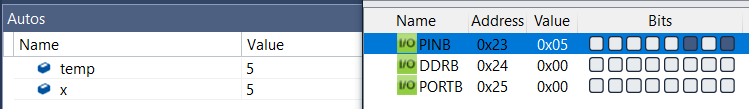 Autos
Name Value
temp 5
x 5
Name Address Value Bits
I/O PINB 0x23 0x05
I/O DDRB 0x24 0x00
I/O PORTB 0x25 0x00